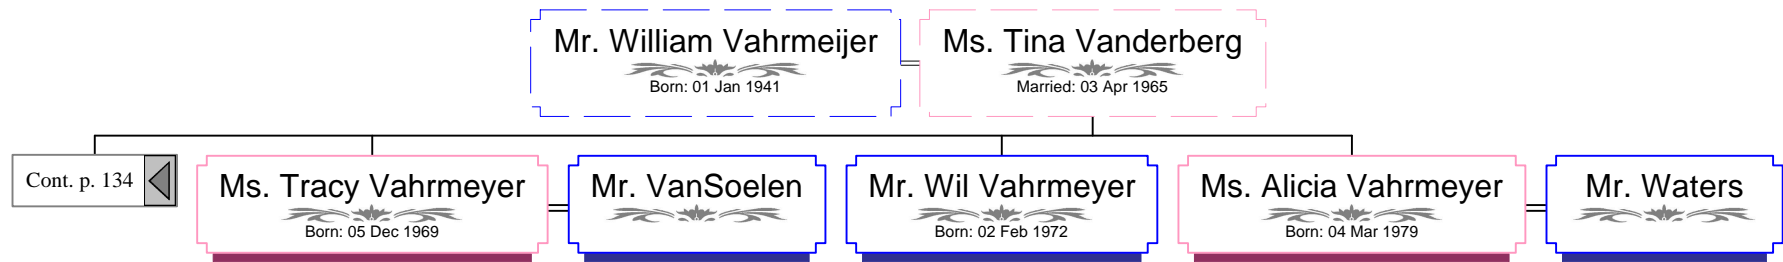 Mr. William Vahrmeijer
Born: 01 Jan 1941
Ms. Tina Vanderberg
Married: 03 Apr 1965
Cont. p. 134
Ms. Tracy Vahrmeyer
Born: 05 Dec 1969
Mr. VanSoelen
Mr. Wil Vahrmeyer
Born: 02 Feb 1972
Ms. Alicia Vahrmeyer
Born: 04 Mar 1979
Mr. Waters